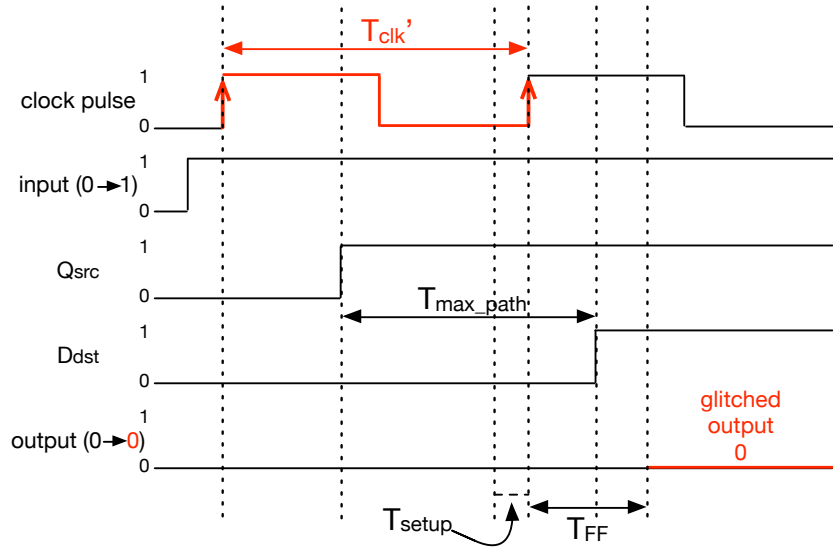 Tclk’
1
clock pulse
0
1
input (0→1)
0
1
Qsrc
0
Tmax_path
1
Ddst
0
1
output (0→0)
0
glitched
output
0
Tsetup
TFF